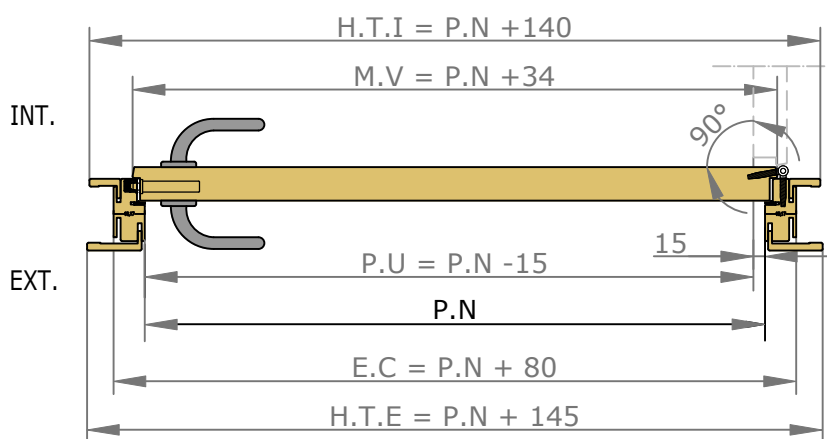 H.T.I = P.N +140
M.V = P.N +34
INT.
90°
15
P.U = P.N -15
EXT.
P.N
E.C = P.N + 80
H.T.E = P.N + 145